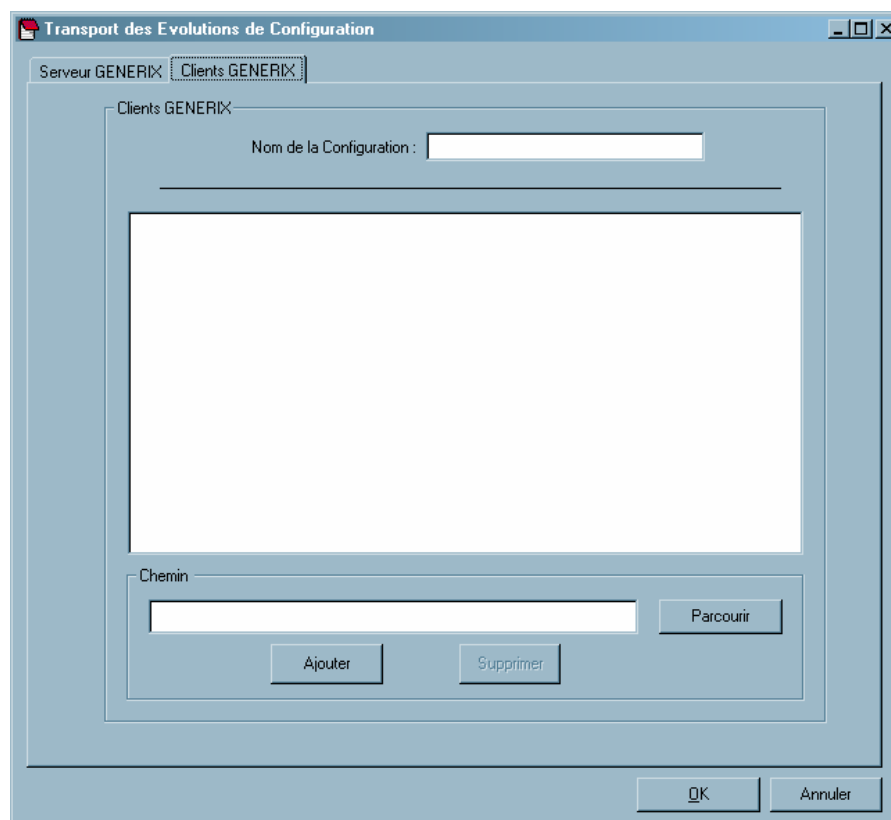 Transport des Evolutions de Configuration
Serveur GENERIX
Clients GENERIX
Clients GENERIX
Nom de la Configuration :
Chemin
Parcourir
Ajouter
Supprimer
OK
Annuler